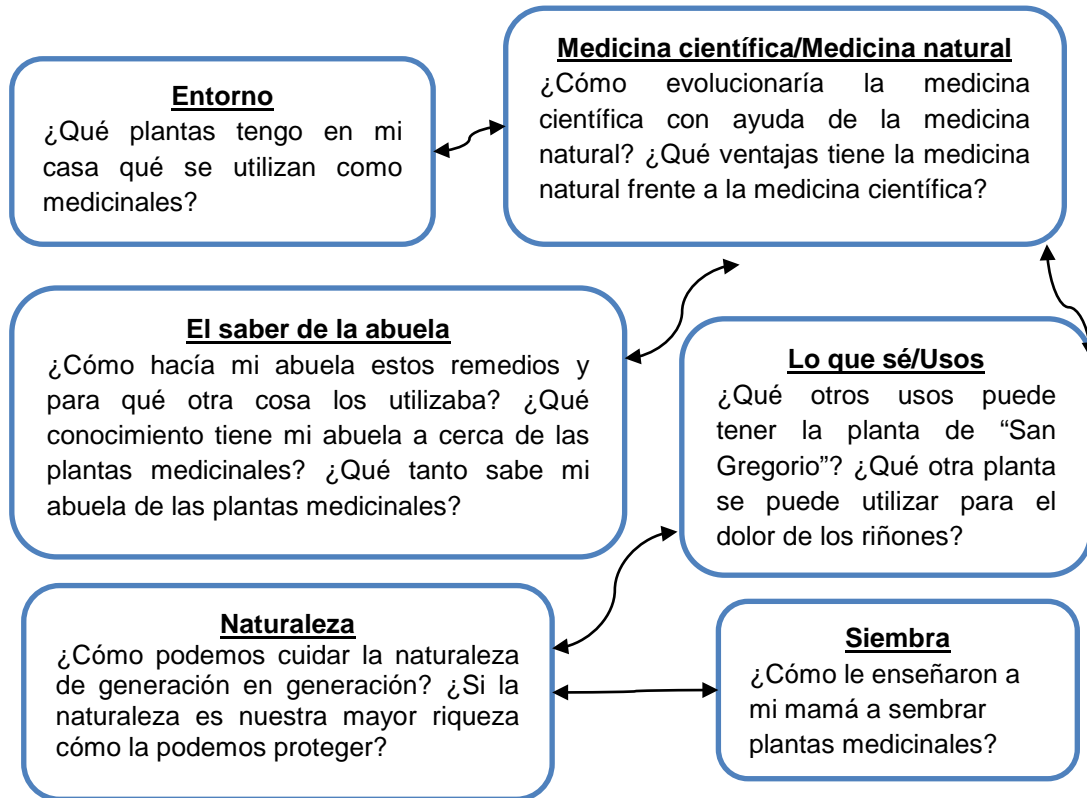 Entorno
¿Qué plantas tengo en mi
casa qué se utilizan como
medicinales?
Medicina científica/Medicina natural
¿Cómo evolucionaría la medicina
científica con ayuda de la medicina
natural? ¿Qué ventajas tiene la medicina
natural frente a la medicina científica?
El saber de la abuela
¿Cómo hacía mi abuela estos remedios y
para qué otra cosa los utilizaba? ¿Qué
conocimiento tiene mi abuela a cerca de las
plantas medicinales? ¿Qué tanto sabe mi
abuela de las plantas medicinales?
Lo que sé/Usos
¿Qué otros usos puede
tener la planta de “San
Gregorio”? ¿Qué otra planta
se puede utilizar para el
dolor de los riñones?
Naturaleza
¿Cómo podemos cuidar la naturaleza
de generación en generación? ¿Si la
naturaleza es nuestra mayor riqueza
cómo la podemos proteger?
Siembra
¿Cómo le enseñaron a
mi mamá a sembrar
plantas medicinales?